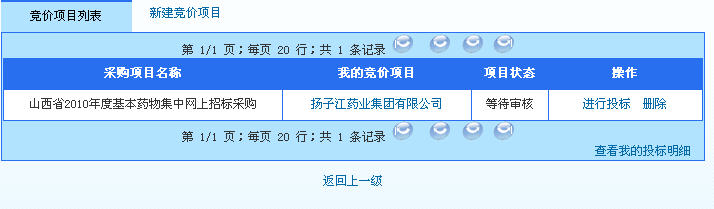 竞价项目列表 新建竞价项目
第 1/1 页；每页 20 行；共 1 条记录
采购项目名称 我的竞价项目 项目状态 操作
山西省2010年度基本药物集中网上招标采购 扬子江药业集团有限公司 等待审核 进行投标 删除
第 1/1 页；每页 20 行；共 1 条记录
查看我的投标明细
返回上一级